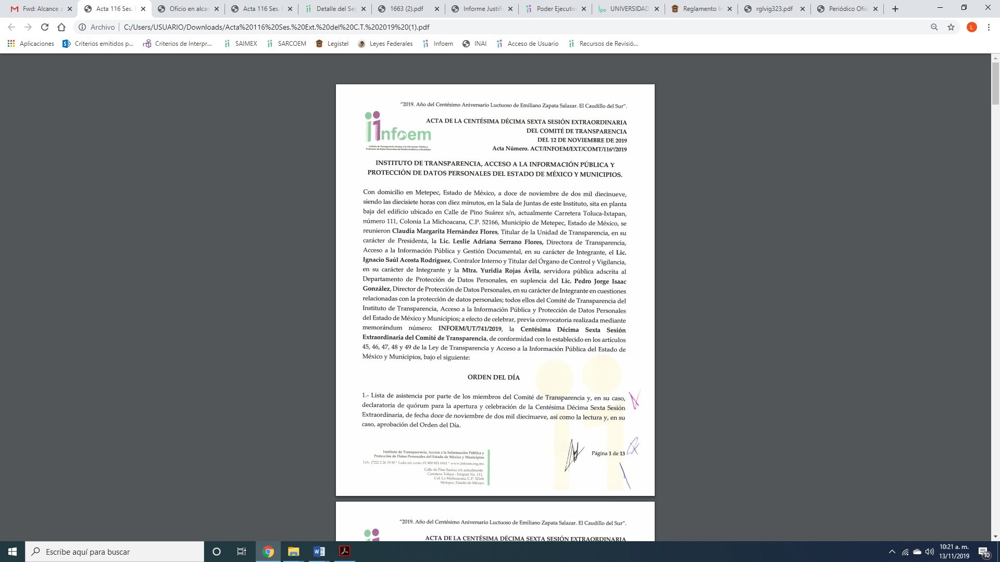 Fwd: Alcance a
Acta 116 Ses. E
Oficio en alcan
Acta 116 Ses. E
Detalle del Seg
1663 (2).pdf
Informe Justifi
Poder Ejecutiv
UNIVERSIDAD
Reglamento In
rglvig323.pdf
Periódico Ofic
Archivo
C:/Users/USUARIO/Downloads/Acta%20116%20Ses.%20Ext.%20del%20C.T.%202019%20(1).pdf
L
Aplicaciones
Criterios emitidos p...
Criterios de Interpr...
SAIMEX
SARCOEM
Legistel
Leyes Federales
Infoem
INAI
Acceso de Usuario
Recursos de Revisió...
"2019. Año del Centésimo Aniversario Luctuoso de Emiliano Zapata Salazar. El Caudillo del Sur".
infoem
Instituto de Transparencia, Acceso a la Información Pública y
Protección de Datos Personales del Estado de México y Municipios
ACTA DE LA CENTÉSIMA DÉCIMA SEXTA SESIÓN EXTRAORDINARIA
DEL COMITÉ DE TRANSPARENCIA
DEL 12 DE NOVIEMBRE DE 2019
Acta Número. ACT/INFOEM/EXT/COMT/116ª/2019
INSTITUTO DE TRANSPARENCIA, ACCESO A LA INFORMACIÓN PÚBLICA Y
PROTECCIÓN DE DATOS PERSONALES DEL ESTADO DE MÉXICO Y MUNICIPIOS.
Con domicilio en Metepec, Estado de México, a doce de noviembre de dos mil diecinueve,
siendo las diecisiete horas con diez minutos, en la Sala de Juntas de este Instituto, sita en planta
baja del edificio ubicado en Calle de Pino Suárez s/n, actualmente Carretera Toluca-Ixtapan,
número 111, Colonia La Michoacana, C.P. 52166, Municipio de Metepec, Estado de México, se
reunieron Claudia Margarita Hernández Flores, Titular de la Unidad de Transparencia, en su
carácter de Presidenta, la Lic. Leslie Adriana Serrano Flores, Directora de Transparencia,
Acceso a la Información Pública y Gestión Documental, en su carácter de Integrante, el Lic.
Ignacio Saúl Acosta Rodríguez, Contralor Interno y Titular del Órgano de Control y Vigilancia,
en su carácter de Integrante y la Mtra. Yuridia Rojas Ávila, servidora pública adscrita al
Departamento de Protección de Datos Personales, en suplencia del Lic. Pedro Jorge Isaac
González, Director de Protección de Datos Personales, en su carácter de Integrante en cuestiones
relacionadas con la protección de datos personales; todos ellos del Comité de Transparencia del
Instituto de Transparencia, Acceso a la Información Pública y Protección de Datos Personales
del Estado de México y Municipios; a efecto de celebrar, previa convocatoria realizada mediante
memorándum número: INFOEM/UT/741/2019, la Centésima Décima Sexta Sesión
Extraordinaria del Comité de Transparencia, de conformidad con lo establecido en los artículos
45, 46, 47, 48 y 49 de la Ley de Transparencia y Acceso a la Información Pública del Estado de
México y Municipios, bajo el siguiente:
ORDEN DEL DÍA
1.- Lista de asistencia por parte de los miembros del Comité de Transparencia y, en su caso,
declaratoria de quórum para la apertura y celebración de la Centésima Décima Sexta Sesión
Extraordinaria, de fecha doce de noviembre de dos mil diecinueve, así como la lectura y, en su
caso, aprobación del Orden del Día.
Instituto de Transparencia, Acceso a la Información Pública y
Protección de Datos Personales del Estado de México y Municipios
Tels. (722) 2 26 19 80 * Lada sin costo: 01 800 821 0441 * www.infoem.org.mx
Calle de Pino Suárez s/n actualmente
Carretera Toluca - Ixtapan No. 111,
Col. La Michoacana, C.P. 52166
Metepec, Estado de México
Página 1 de 13
"2019. Año del Centésimo Aniversario Luctuoso de Emiliano Zapata Salazar. El Caudillo del Sur".
ACTA DE LA CENTÉSIMA DÉCIMA SEXTA SESIÓN EXTRAORDINARIA
Escribe aquí para buscar
10:21 a. m.
13/11/2019
10